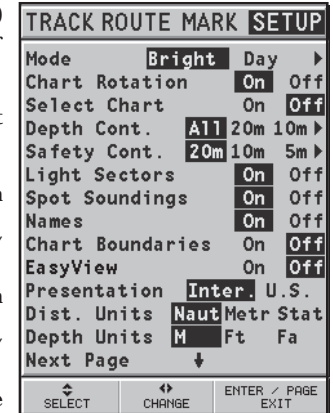 TRACK ROUTE MARK SETUP
Mode Bright Day ▶
Chart Rotation On Off
Select Chart On Off
Depth Cont. All 20m 10m ▶
Safety Cont. 20m 10m 5m ▶
Light Sectors On Off
Spot Soundings On Off
Names On Off
Chart Boundaries On Off
EasyView On Off
Presentation Inter. U.S.
Dist. Units Naut Metr Stat
Depth Units M Ft Fa
Next Page ↓
SELECT CHANGE ENTER / PAGE
EXIT